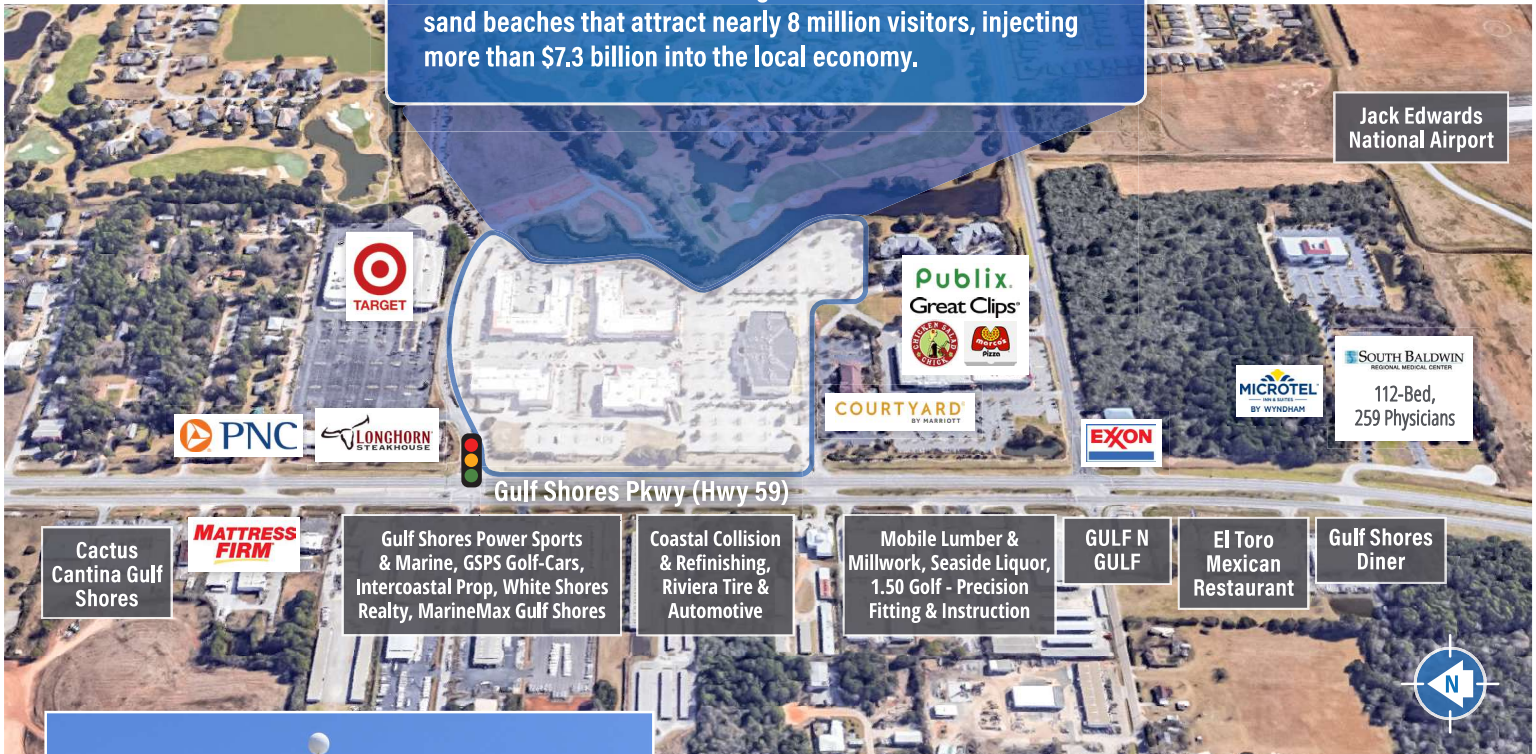 sand beaches that attract nearly 8 million visitors, injecting
more than $7.3 billion into the local economy.
Jack Edwards
National Airport
TARGET
Publix.
Great Clips®
CHICKEN SALAD
CHICK
marco's
Pizza
SOUTH BALDWIN
REGIONAL MEDICAL CENTER
112-Bed,
259 Physicians
MICROTEL®
INN & SUITES
BY WYNDHAM
COURTYARD®
BY MARRIOTT
PNC
LONGHORN®
STEAKHOUSE
EXXON
Gulf Shores Pkwy (Hwy 59)
Cactus
Cantina Gulf
Shores
MATTRESS
FIRM
Gulf Shores Power Sports
& Marine, GSPS Golf-Cars,
Intercoastal Prop, White Shores
Realty, MarineMax Gulf Shores
Coastal Collision
& Refinishing,
Riviera Tire &
Automotive
Mobile Lumber &
Millwork, Seaside Liquor,
1.50 Golf - Precision
Fitting & Instruction
GULF N
GULF
El Toro
Mexican
Restaurant
Gulf Shores
Diner
N